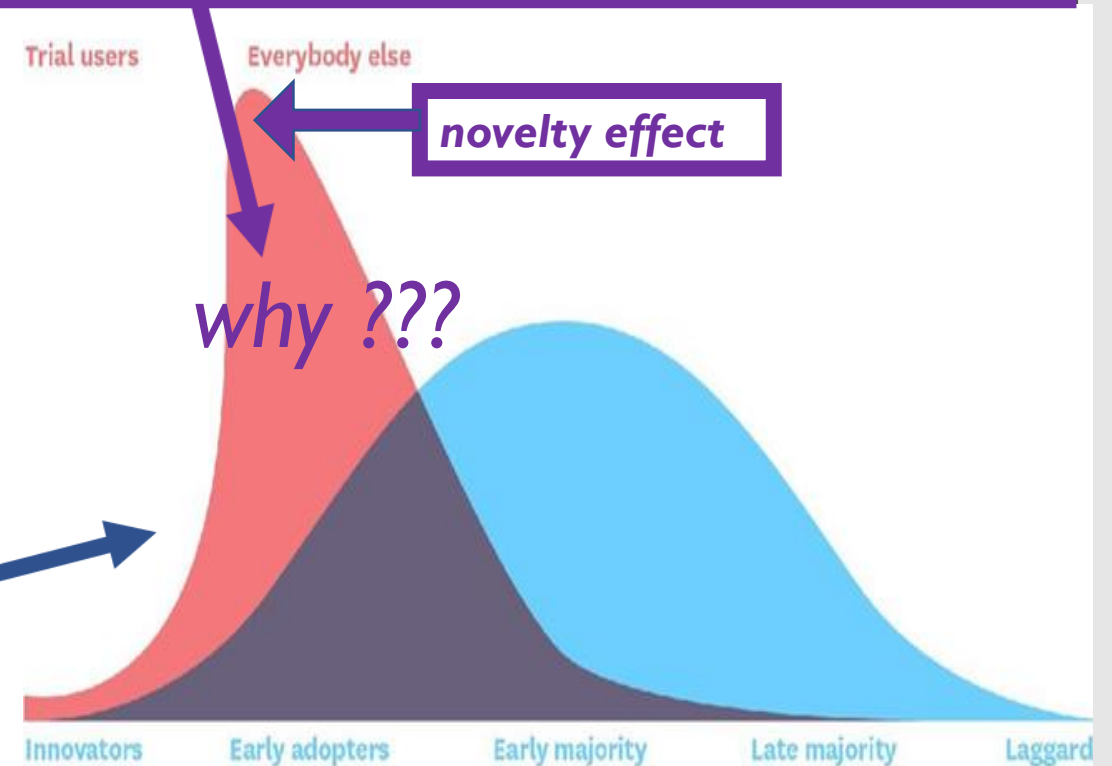 Trial users Everybody else
novelty effect
why ???
Innovators Early adopters Early majority Late majority Laggard